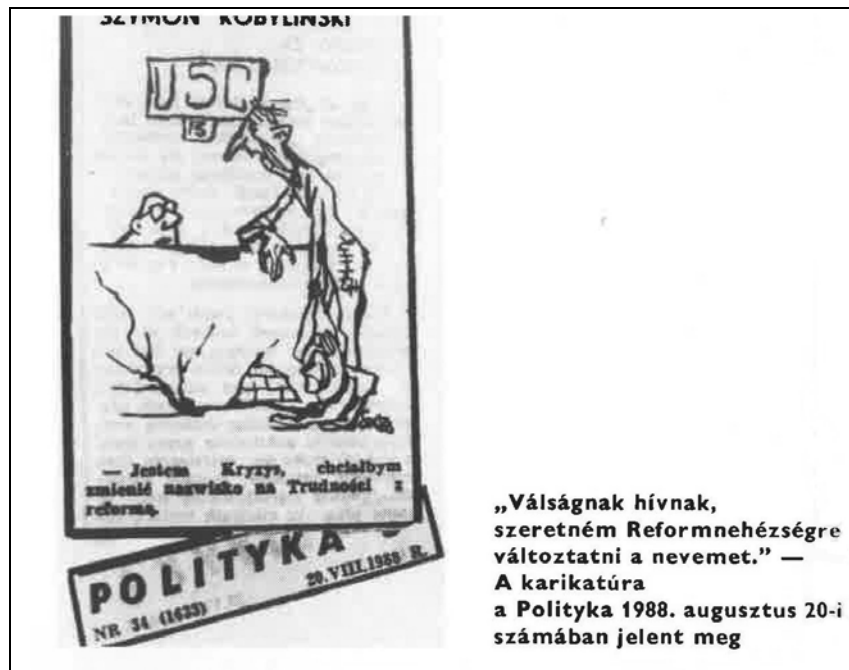 SZYMON KOBYLIŃSKI
USC
— Jestem Kryzys, chciałbym
zmienić nazwisko na Trudności z
reformą.
POLITYKA
NR 34 (1633) 20.VIII.1988 R.
„Válságnak hívnak,
szeretném Reformnehézségre
változtatni a nevemet.” —
A karikatúra
a Polityka 1988. augusztus 20-i
számában jelent meg